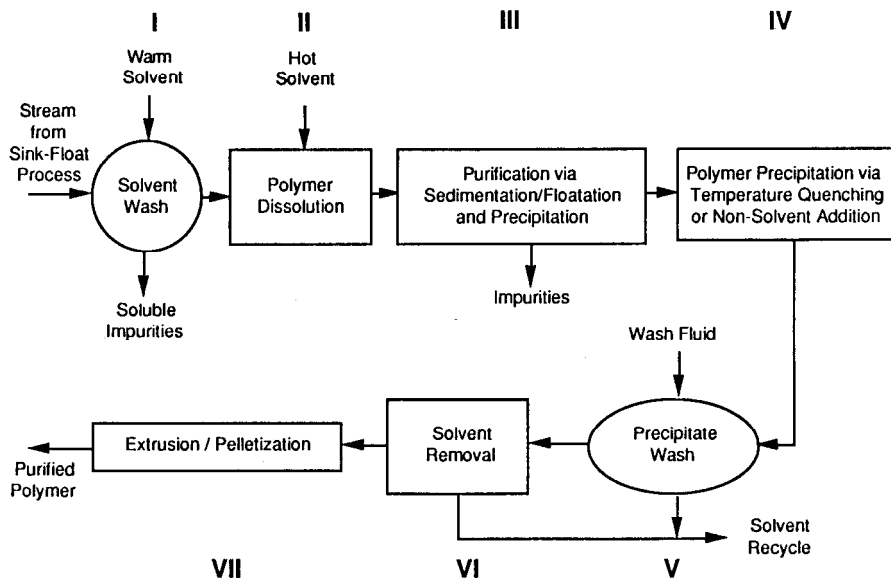 I
II
III
IV
Warm
Solvent
Hot
Solvent
Stream
from
Sink-Float
Process
Solvent
Wash
Polymer
Dissolution
Purification via
Sedimentation/Floatation
and Precipitation
Polymer Precipitation via
Temperature Quenching
or Non-Solvent Addition
Soluble
Impurities
Impurities
Wash Fluid
Extrusion / Pelletization
Solvent
Removal
Precipitate
Wash
Purified
Polymer
Solvent
Recycle
VII
VI
V